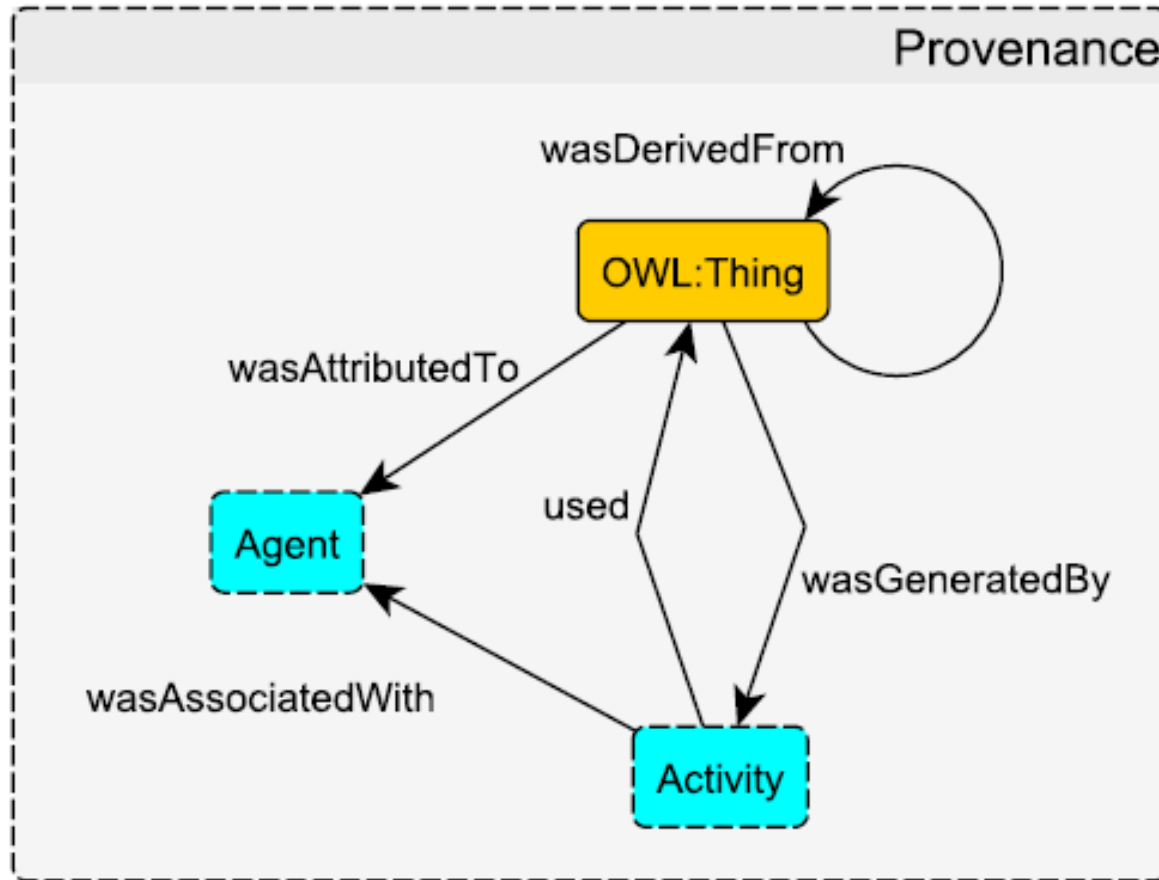 Provenance
wasDerivedFrom
OWL:Thing
wasAttributedTo
used
Agent
wasGeneratedBy
wasAssociatedWith
Activity